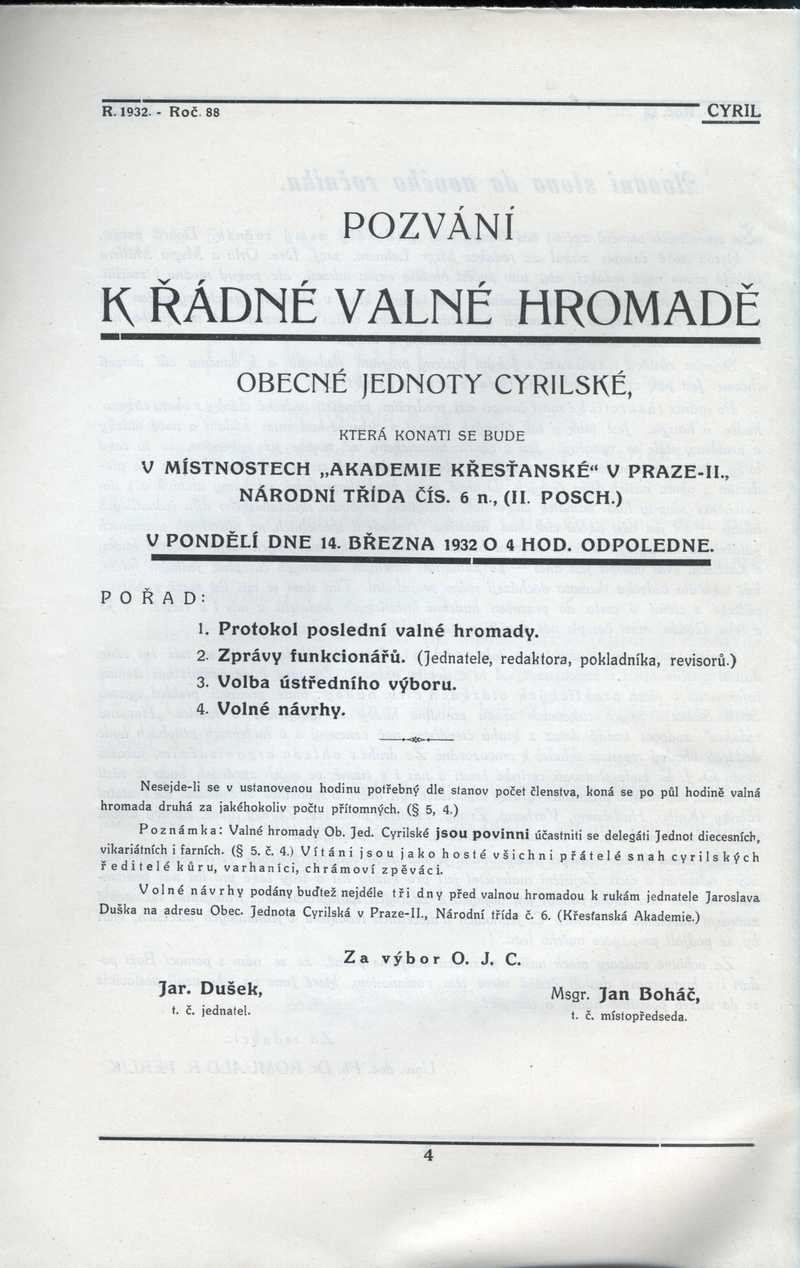 R. 1932. - Roč. 88 CYRIL
POZVÁNÍ
K ŘÁDNÉ VALNÉ HROMADĚ
OBECNÉ JEDNOTY CYRILSKÉ,
KTERÁ KONATI SE BUDE
V MÍSTNOSTECH „AKADEMIE KŘESŤANSKÉ“ V PRAZE-II.,
NÁRODNÍ TŘÍDA ČÍS. 6 n., (II. POSCH.)
V PONDĚLÍ DNE 14. BŘEZNA 1932 O 4 HOD. ODPOLEDNE.
POŘAD:
1. Protokol poslední valné hromady.
2. Zprávy funkcionářů. (Jednatele, redaktora, pokladníka, revisorů.)
3. Volba ústředního výboru.
4. Volné návrhy.
Nesejde-li se v ustanovenou hodinu potřebný dle stanov počet členstva, koná se po půl hodině valná
hromada druhá za jakéhokoliv počtu přítomných. (§ 5, 4.)
Poznámka: Valné hromady Ob. Jed. Cyrilské jsou povinni účastniti se delegáti Jednot diecesních,
vikariátních i farních. (§ 5. č. 4.) Vítáni jsou jako hosté všichni přátelé snah cyrilských
ředitelé kůru, varhaníci, chrámoví zpěváci.
Volné návrhy podány buďtež nejdéle tři dny před valnou hromadou k rukám jednatele Jaroslava
Duška na adresu Obec. Jednota Cyrilská v Praze-II., Národní třída č. 6. (Křesťanská Akademie.)
Za výbor O. J. C.
Jar. Dušek, Msgr. Jan Boháč,
t. č. jednatel. t. č. místopředseda.
4